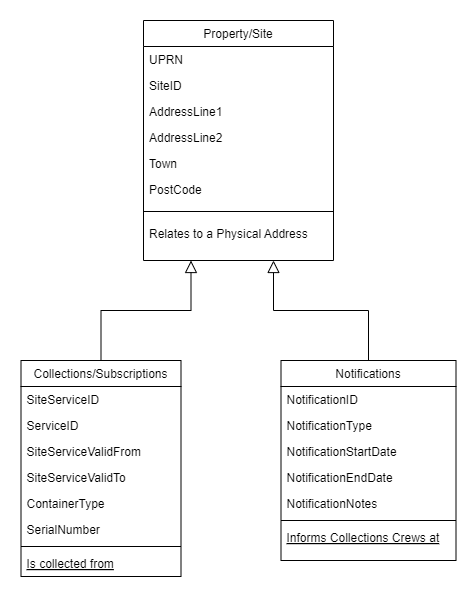 Property/Site
UPRN
SiteID
AddressLine1
AddressLine2
Town
PostCode
Relates to a Physical Address
Collections/Subscriptions
SiteServiceID
ServiceID
SiteServiceValidFrom
SiteServiceValidTo
ContainerType
SerialNumber
Is collected from
Notifications
NotificationID
NotificationType
NotificationStartDate
NotificationEndDate
NotificationNotes
Informs Collections Crews at